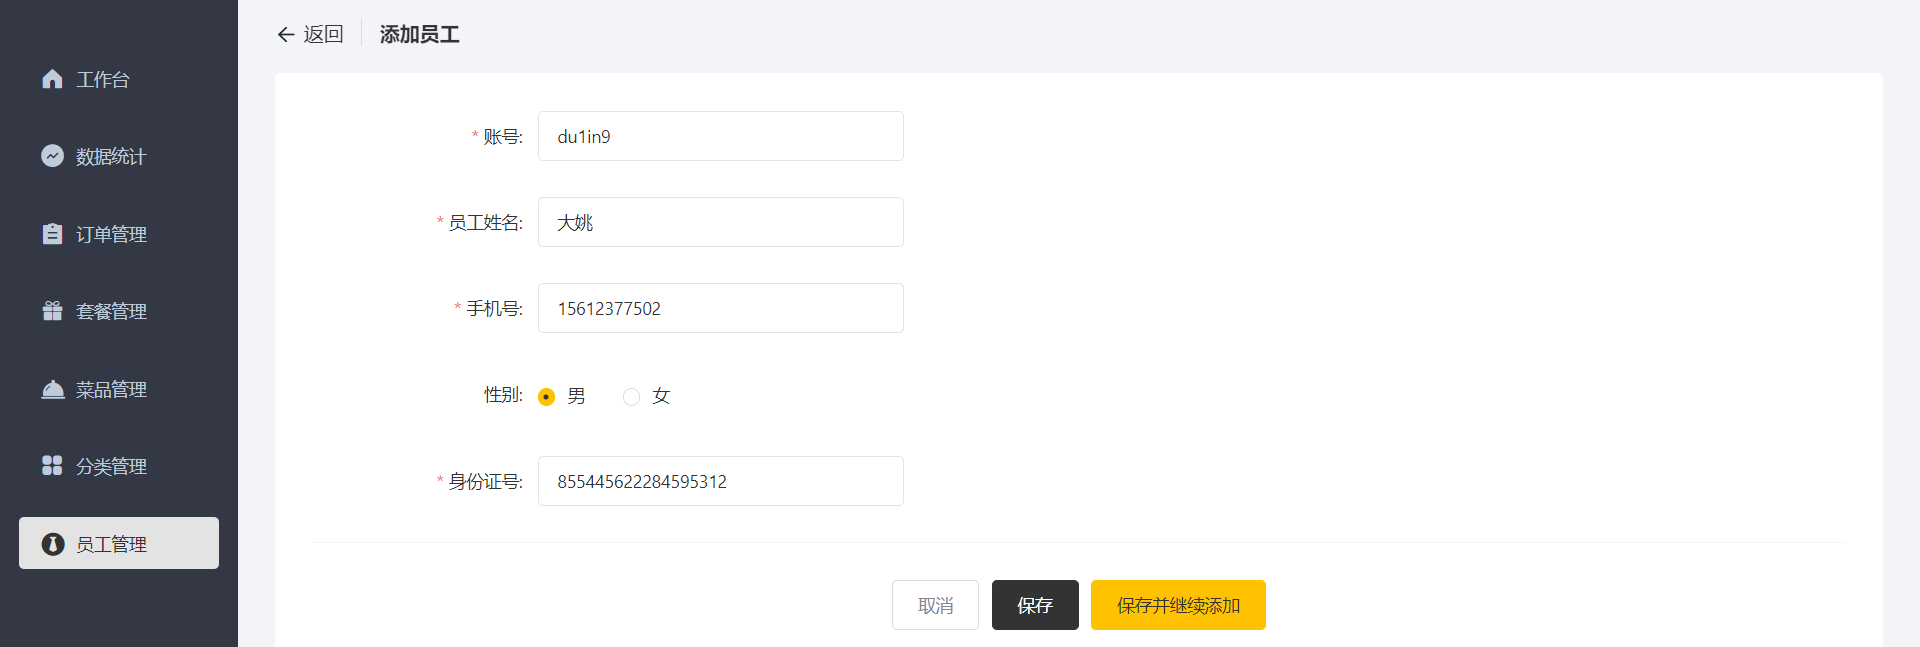 返回
添加员工
工作台
数据统计
订单管理
套餐管理
菜品管理
分类管理
员工管理
* 账号: du1in9
* 员工姓名: 大姚
* 手机号: 15612377502
性别: 男 女
* 身份证号: 855445622284595312
取消 保存 保存并继续添加